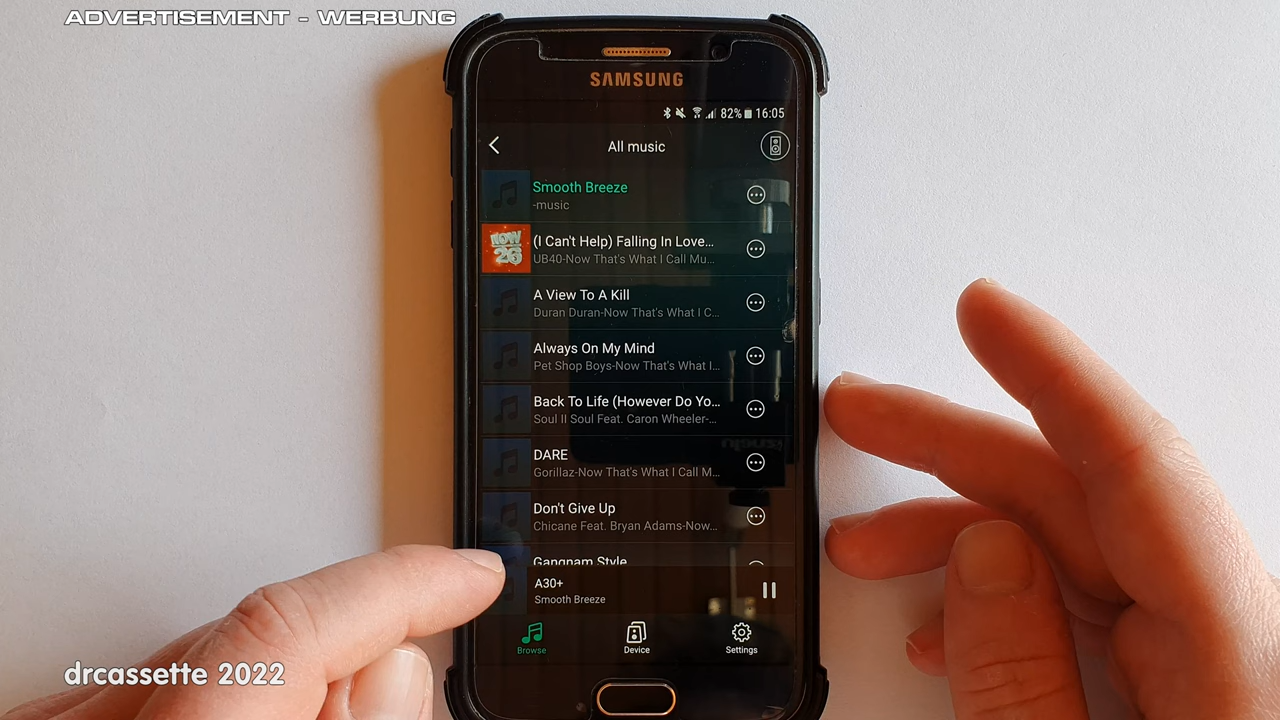 ADVERTISEMENT - WERBUNG
SAMSUNG
82% 16:05
All music
Smooth Breeze
-music
NOW
26
(I Can't Help) Falling In Love...
UB40-Now That's What I Call Mu...
A View To A Kill
Duran Duran-Now That's What I C...
Always On My Mind
Pet Shop Boys-Now That's What I...
Back To Life (However Do Yo...
Soul II Soul Feat. Caron Wheeler-...
DARE
Gorillaz-Now That's What I Call M...
Don't Give Up
Chicane Feat. Bryan Adams-Now...
Gangnam Style
A30+
Smooth Breeze
Browse
Device
Settings
drcassette 2022